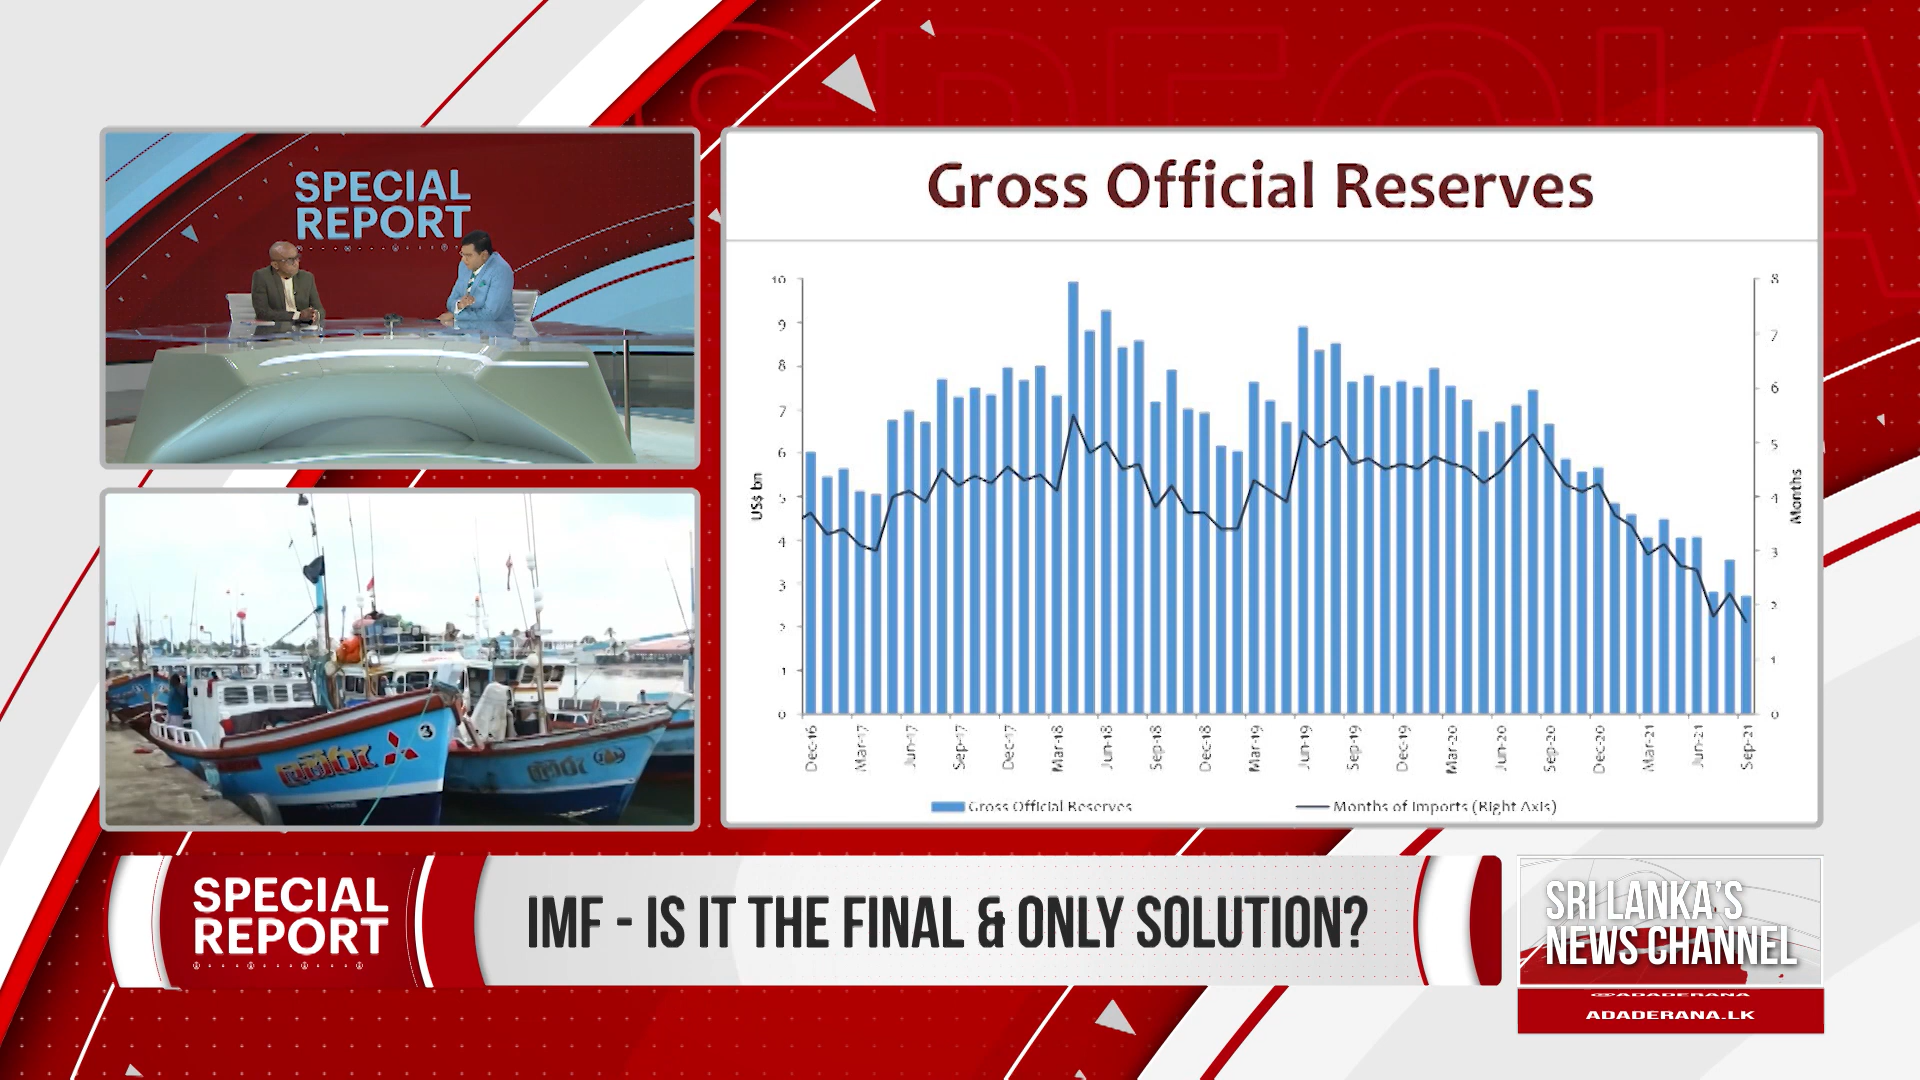 SPECIAL
REPORT
3
Gross Official Reserves
US$ bn
10
9
8
7
6
5
4
3
2
1
0
8
7
6
5
4
3
2
1
0
Months
Dec-16
Mar-17
Jun-17
Sep-17
Dec-17
Mar-18
Jun-18
Sep-18
Dec-18
Mar-19
Jun-19
Sep-19
Dec-19
Mar-20
Jun-20
Sep-20
Dec-20
Mar-21
Jun-21
Sep-21
Gross Official Reserves
Months of Imports (Right Axis)
SPECIAL
REPORT
IMF - IS IT THE FINAL & ONLY SOLUTION?
SRI LANKA'S
NEWS CHANNEL
@ADADERANA
ADADERANA.LK